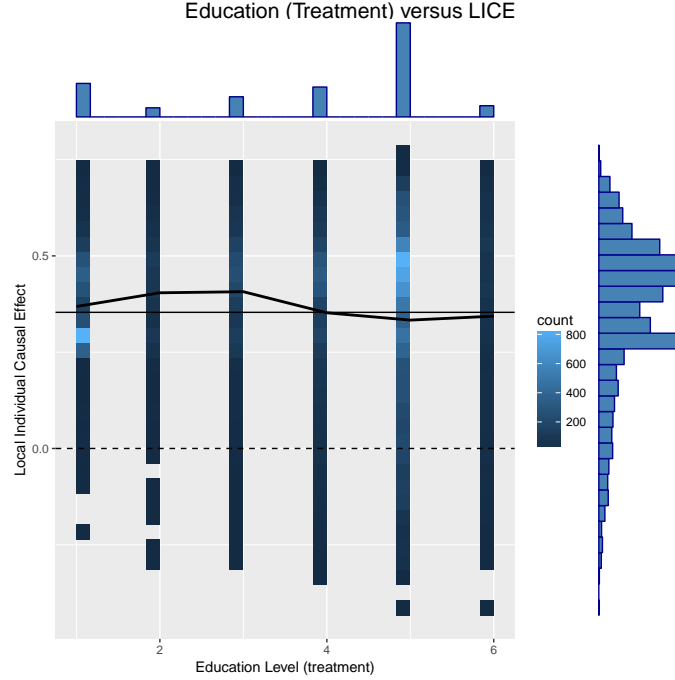 Education (Treatment) versus LICE
Local Individual Causal Effect
0.5
0.0
2
4
6
Education Level (treatment)
count
800
600
400
200